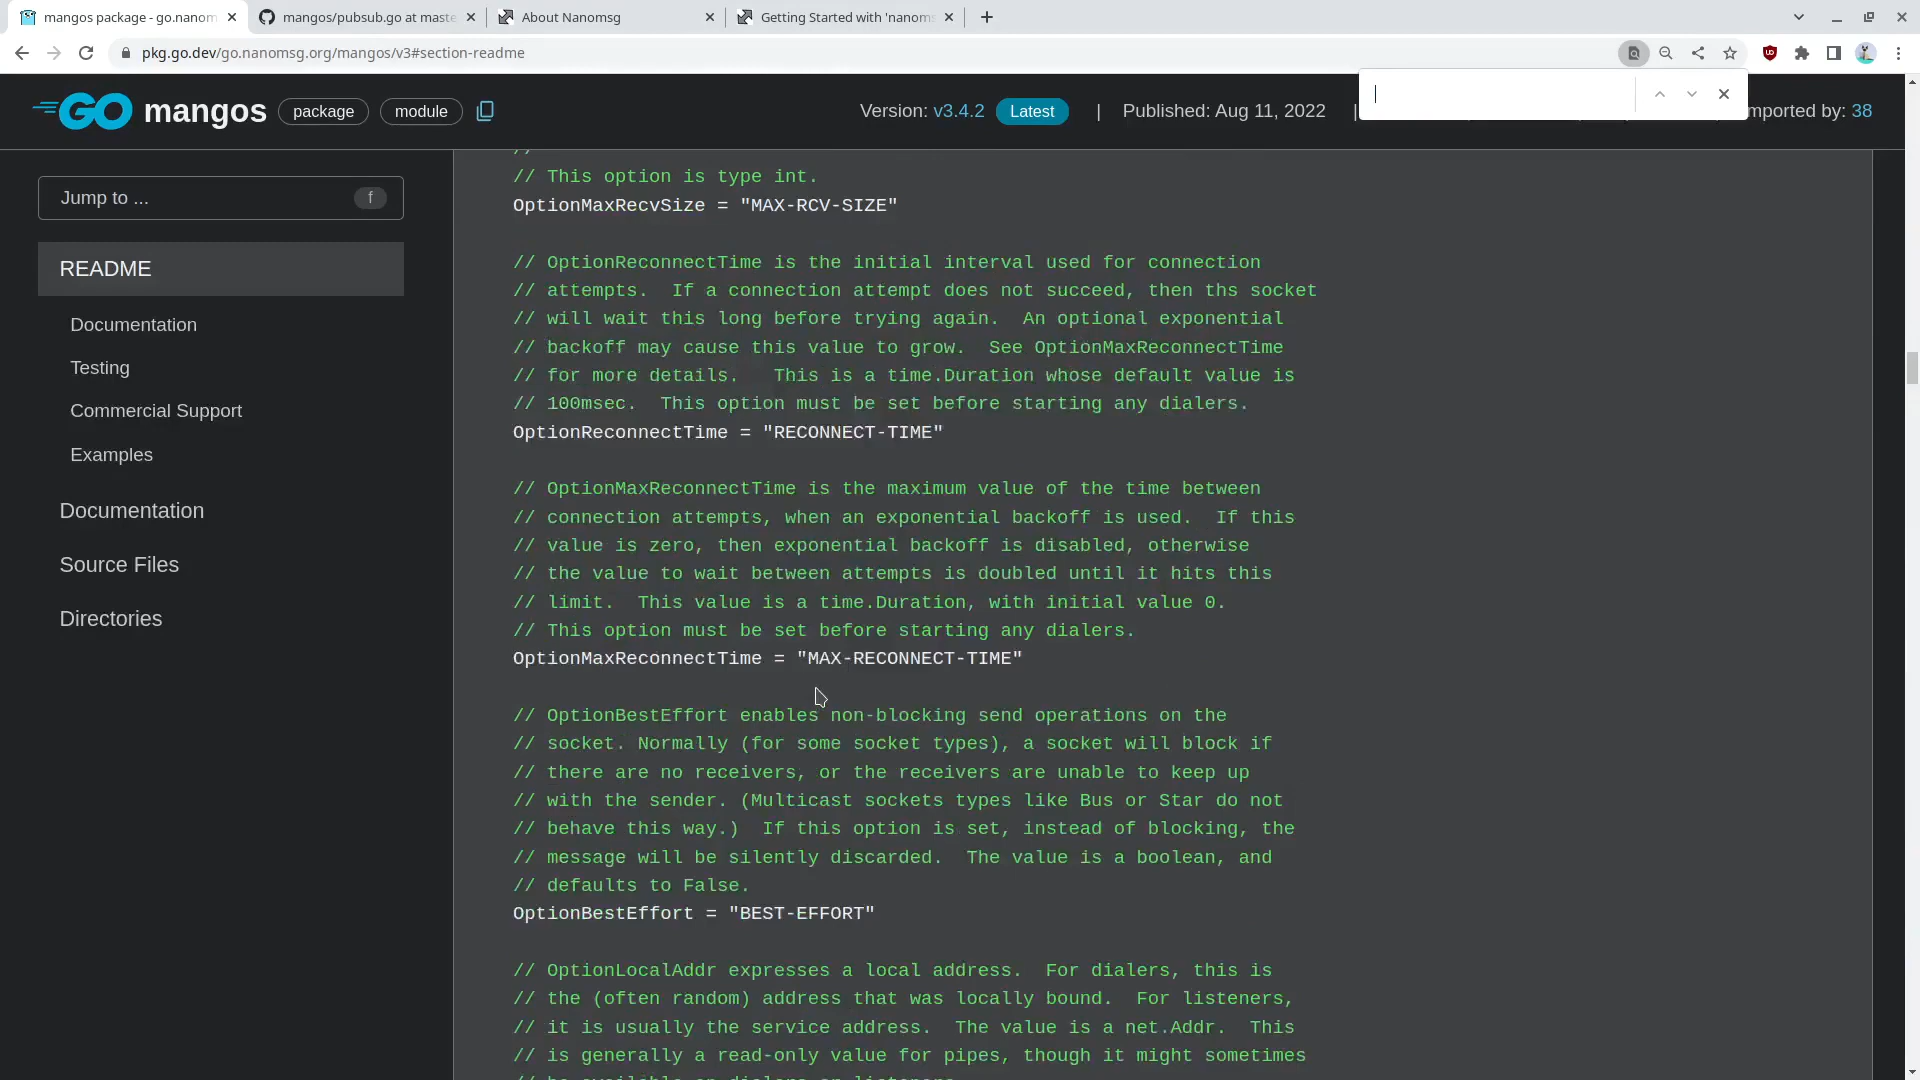 mangos package - go.nanom
mangos/pubsub.go at maste
About Nanomsg
Getting Started with 'nanoms
pkg.go.dev/go.nanomsg.org/mangos/v3#section-readme
GO mangos package module
Version: v3.4.2 Latest | Published: Aug 11, 2022 | mported by: 38
Jump to ... f
README
Documentation
Testing
Commercial Support
Examples
Documentation
Source Files
Directories
//
// This option is type int.
OptionMaxRecvSize = "MAX-RCV-SIZE"
// OptionReconnectTime is the initial interval used for connection
// attempts.  If a connection attempt does not succeed, then ths socket
// will wait this long before trying again.  An optional exponential
// backoff may cause this value to grow.  See OptionMaxReconnectTime
// for more details.   This is a time.Duration whose default value is
// 100msec.  This option must be set before starting any dialers.
OptionReconnectTime = "RECONNECT-TIME"
// OptionMaxReconnectTime is the maximum value of the time between
// connection attempts, when an exponential backoff is used.  If this
// value is zero, then exponential backoff is disabled, otherwise
// the value to wait between attempts is doubled until it hits this
// limit.  This value is a time.Duration, with initial value 0.
// This option must be set before starting any dialers.
OptionMaxReconnectTime = "MAX-RECONNECT-TIME"
// OptionBestEffort enables non-blocking send operations on the
// socket. Normally (for some socket types), a socket will block if
// there are no receivers, or the receivers are unable to keep up
// with the sender. (Multicast sockets types like Bus or Star do not
// behave this way.)  If this option is set, instead of blocking, the
// message will be silently discarded.  The value is a boolean, and
// defaults to False.
OptionBestEffort = "BEST-EFFORT"
// OptionLocalAddr expresses a local address.  For dialers, this is
// the (often random) address that was locally bound.  For listeners,
// it is usually the service address.  The value is a net.Addr.  This
// is generally a read-only value for pipes, though it might sometimes